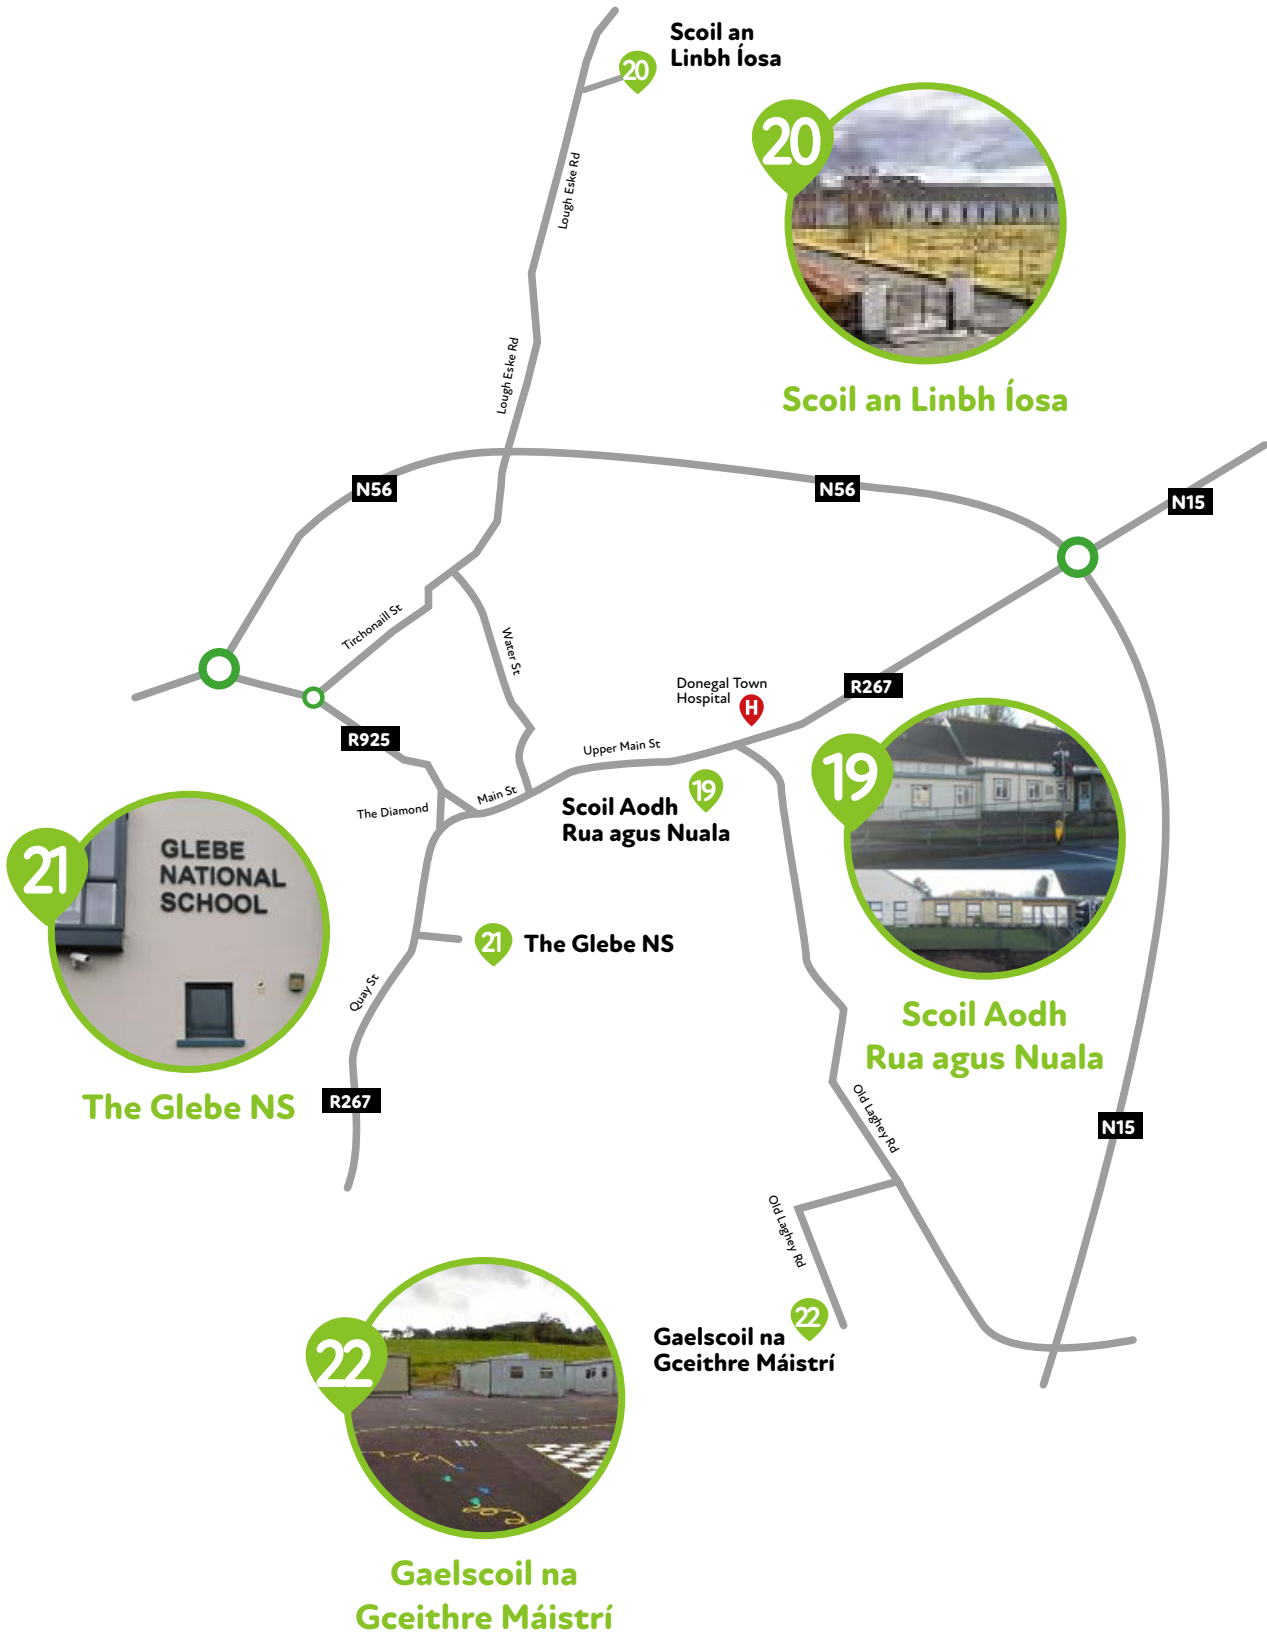 Scoil an
Linbh Íosa
20
20
Lough Eske Rd
Lough Eske Rd
Scoil an Linbh Íosa
N56
N56
N15
Tirchonaill St
Water St
Donegal Town
Hospital
H
R267
R925
Upper Main St
Main St
The Diamond
19
Scoil Aodh
Rua agus Nuala
19
21
GLEBE
NATIONAL
SCHOOL
21
The Glebe NS
Quay St
Scoil Aodh
Rua agus Nuala
The Glebe NS
R267
Old Laghey Rd
N15
Old Laghey Rd
22
Gaelscoil na
Gceithre Máistrí
22
Gaelscoil na
Gceithre Máistrí